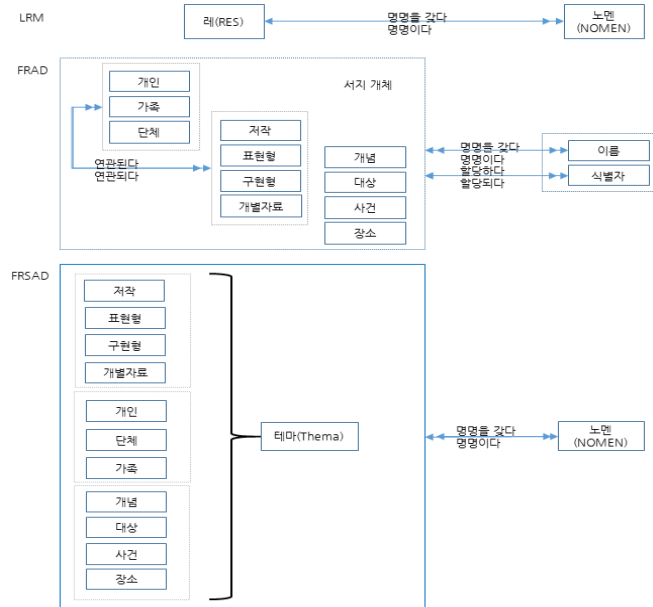 LRM
레(RES)
명명을 갖다
명명이다
노멘
(NOMEN)
FRAD
서지 개체
개인
가족
단체
연관된다
연관되다
저작
표현형
구현형
개별자료
개념
대상
사건
장소
명명을 갖다
명명이다
할당하다
할당되다
이름
식별자
FRSAD
저작
표현형
구현형
개별자료
개인
단체
가족
개념
대상
사건
장소
테마(Thema)
명명을 갖다
명명이다
노멘
(NOMEN)